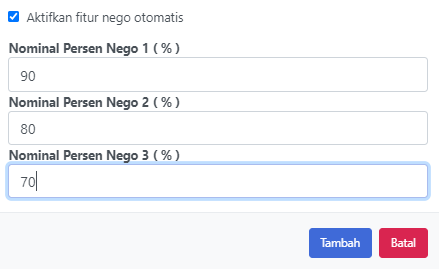 Aktifkan fitur nego otomatis
Nominal Persen Nego 1 ( % )
90
Nominal Persen Nego 2 ( % )
80
Nominal Persen Nego 3 ( % )
70
Tambah Batal